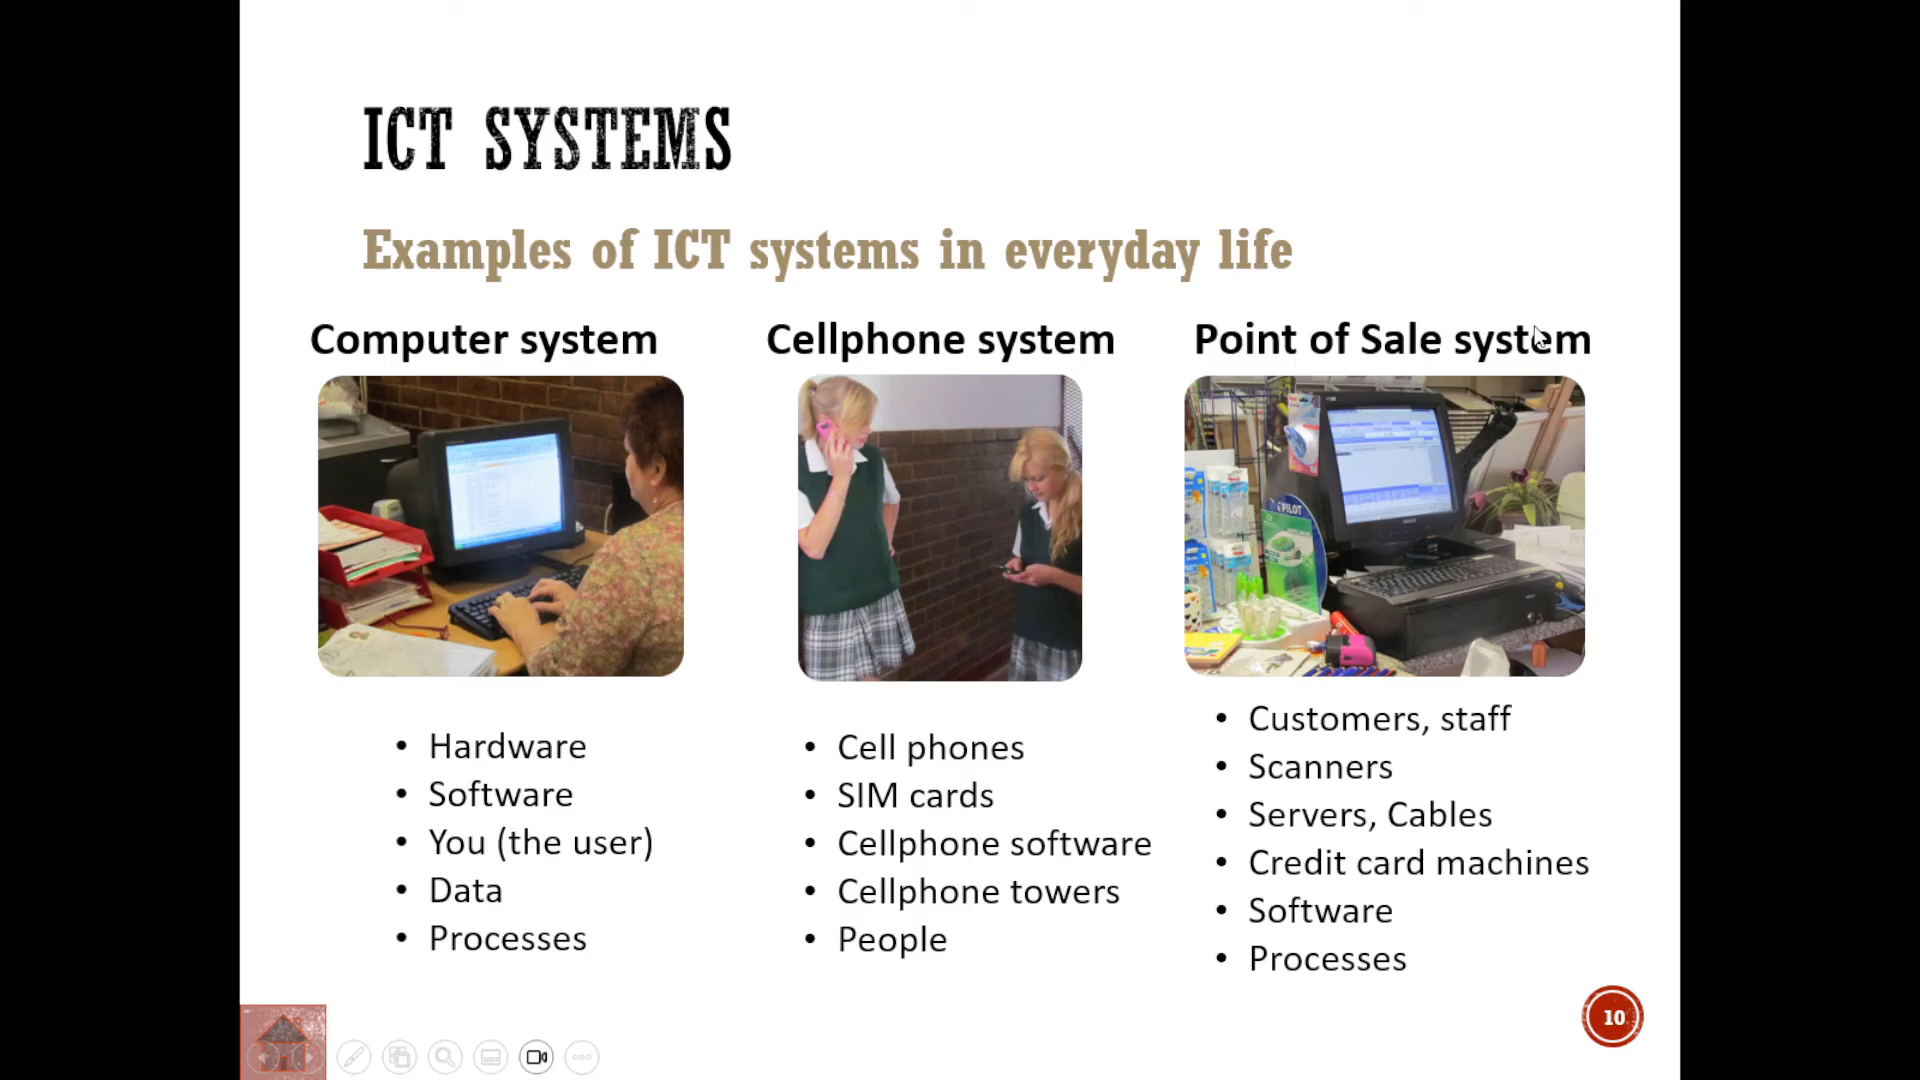 ICT SYSTEMS
Examples of ICT systems in everyday life
Computer system
• Hardware
• Software
• You (the user)
• Data
• Processes
Cellphone system
• Cell phones
• SIM cards
• Cellphone software
• Cellphone towers
• People
Point of Sale system
PILOT
• Customers, staff
• Scanners
• Servers, Cables
• Credit card machines
• Software
• Processes
10